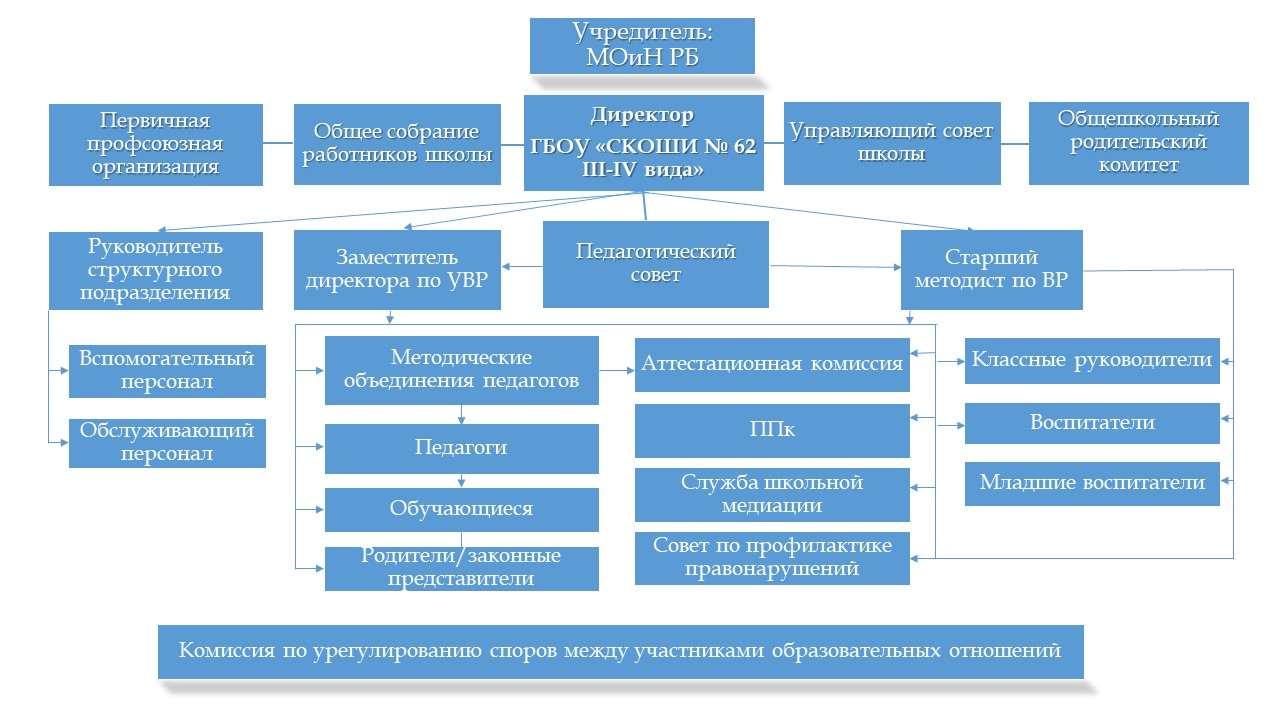 Учредитель:
МОиН РБ
Первичная
профсоюзная
организация
Общее собрание
работников школы
Директор
ГБОУ «СКОШИ № 62
III-IV вида»
Управляющий совет
школы
Общешкольный
родительский
комитет
Руководитель
структурного
подразделения
Заместитель
директора по УВР
Педагогический
совет
Старший
методист по ВР
Вспомогательный
персонал
Обслуживающий
персонал
Методические
объединения педагогов
Педагоги
Обучающиеся
Родители/законные
представители
Аттестационная комиссия
ППк
Служба школьной
медиации
Совет по профилактике
правонарушений
Классные руководители
Воспитатели
Младшие воспитатели
Комиссия по урегулированию споров между участниками образовательных отношений